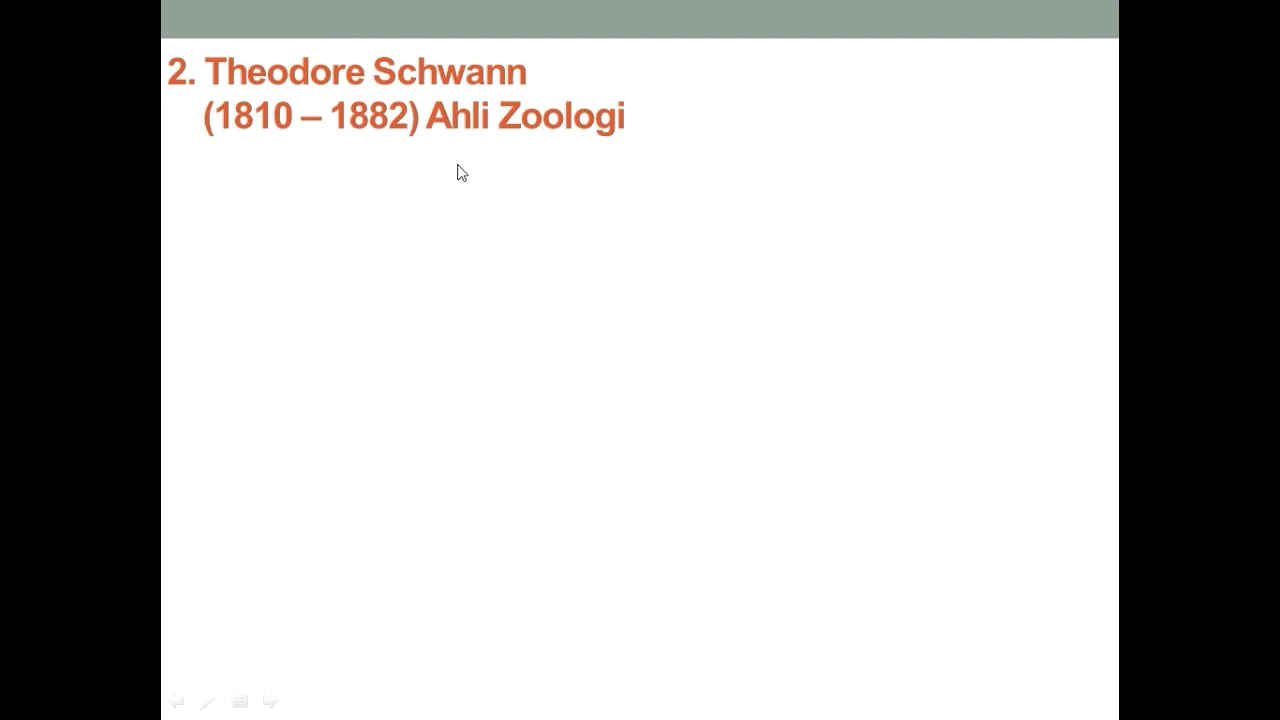 2. Theodore Schwann
(1810 – 1882) Ahli Zoologi